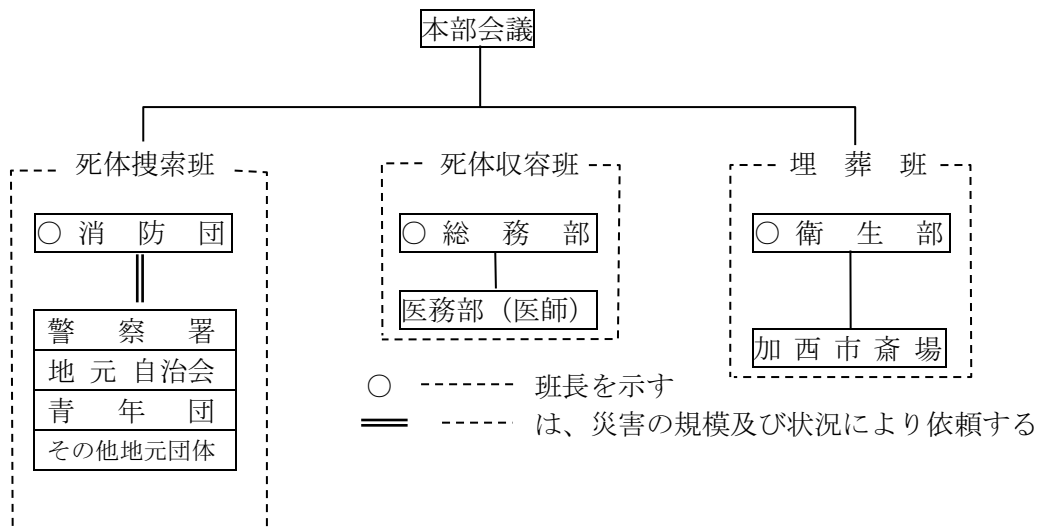 本部会議
死体捜索班
死体収容班
埋葬班
○消防団
○総務部
○衛生部
医務部（医師）
警察署
地元自治会
青年団
その他地元団体
加西市斎場
○ ------- 班長を示す
══ ----- は、災害の規模及び状況により依頼する